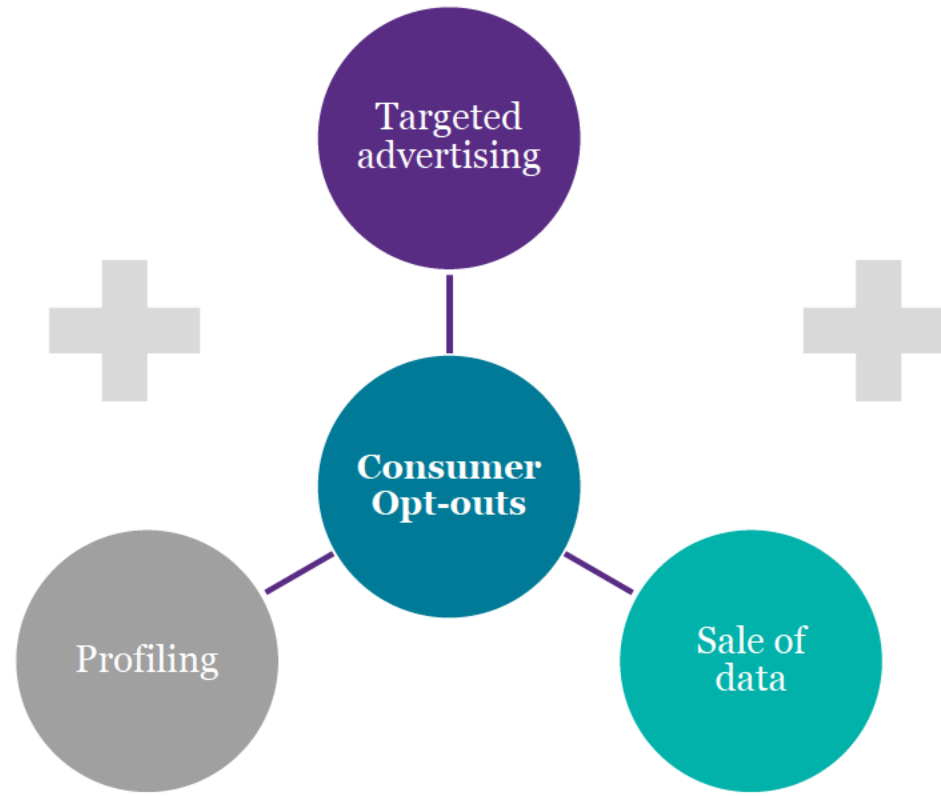 Targeted
advertising
Consumer
Opt-outs
Profiling
Sale of
data